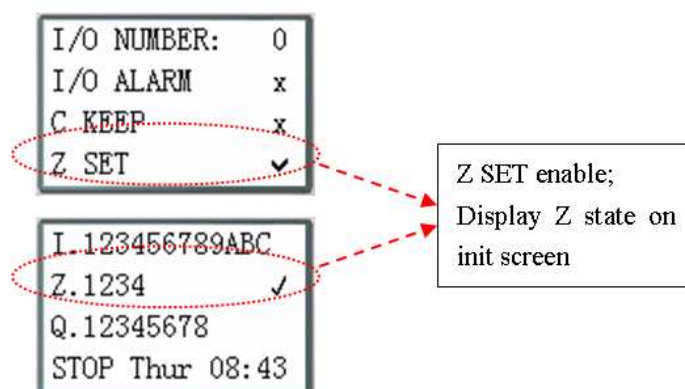 I/O NUMBER: 0
I/O ALARM x
C KEEP x
Z SET ✓
Z SET enable;
Display Z state on
init screen
I.123456789ABC
Z.1234 ✓
Q.12345678
STOP Thur 08:43